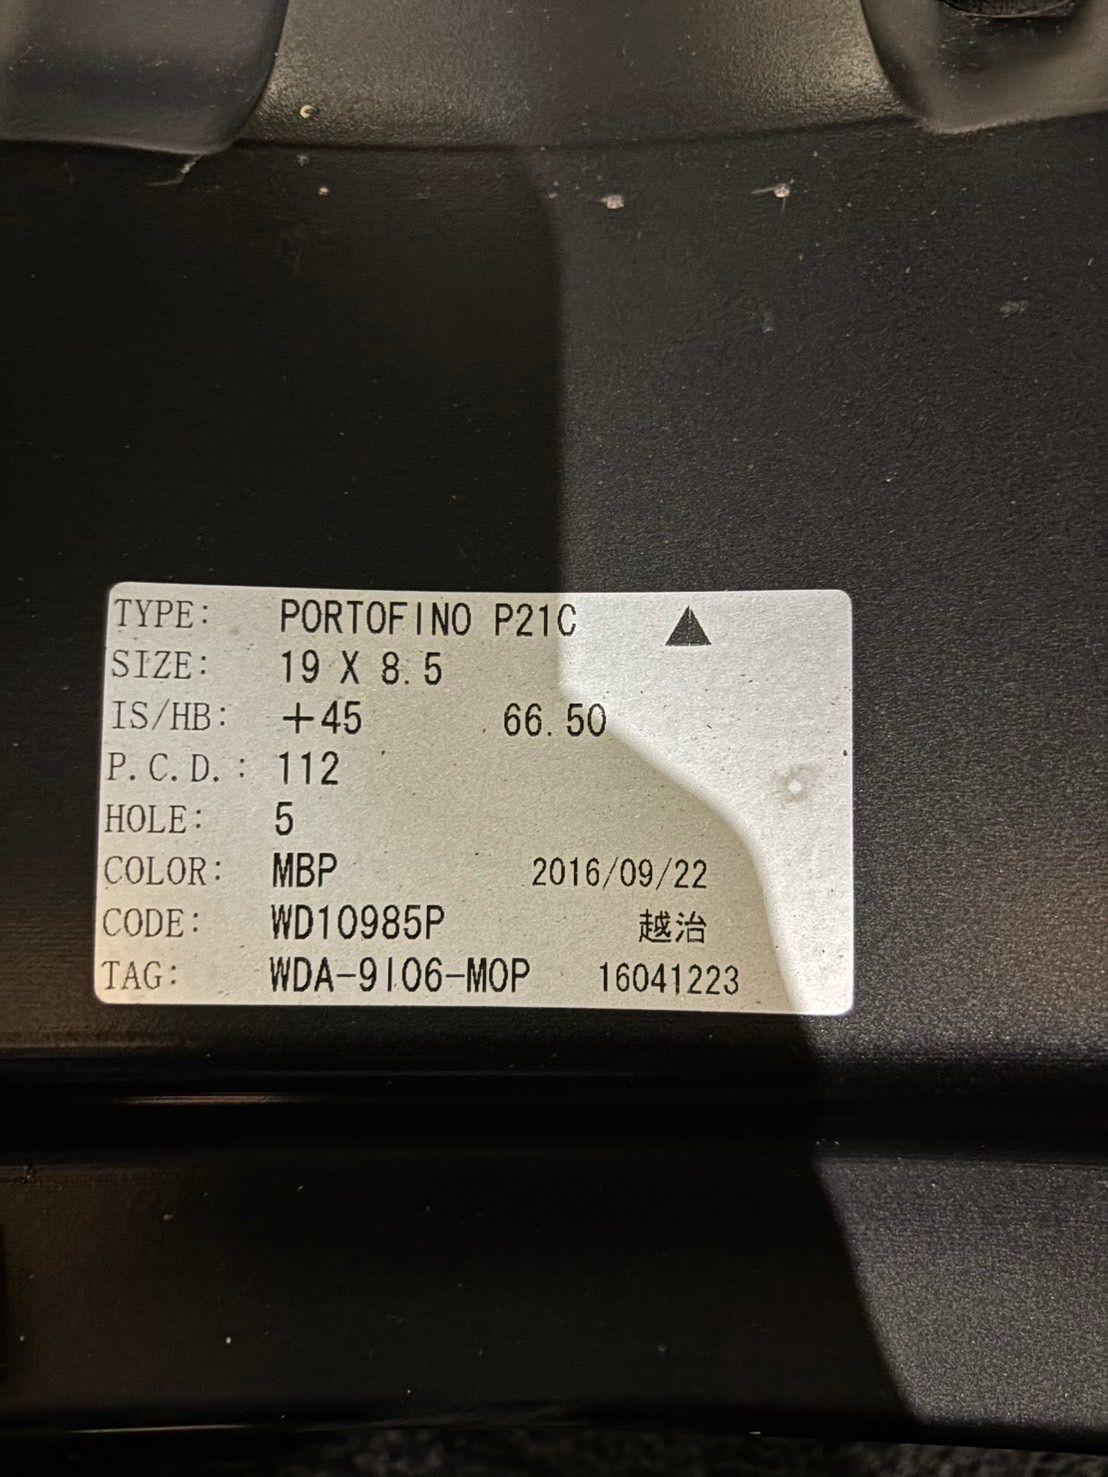 TYPE: PORTOFINO P21C ▲
SIZE: 19 X 8.5
IS/HB: +45 66.50
P.C.D.: 112
HOLE: 5
COLOR: MBP 2016/09/22
CODE: WD10985P 越治
TAG: WDA-9I06-MOP 16041223